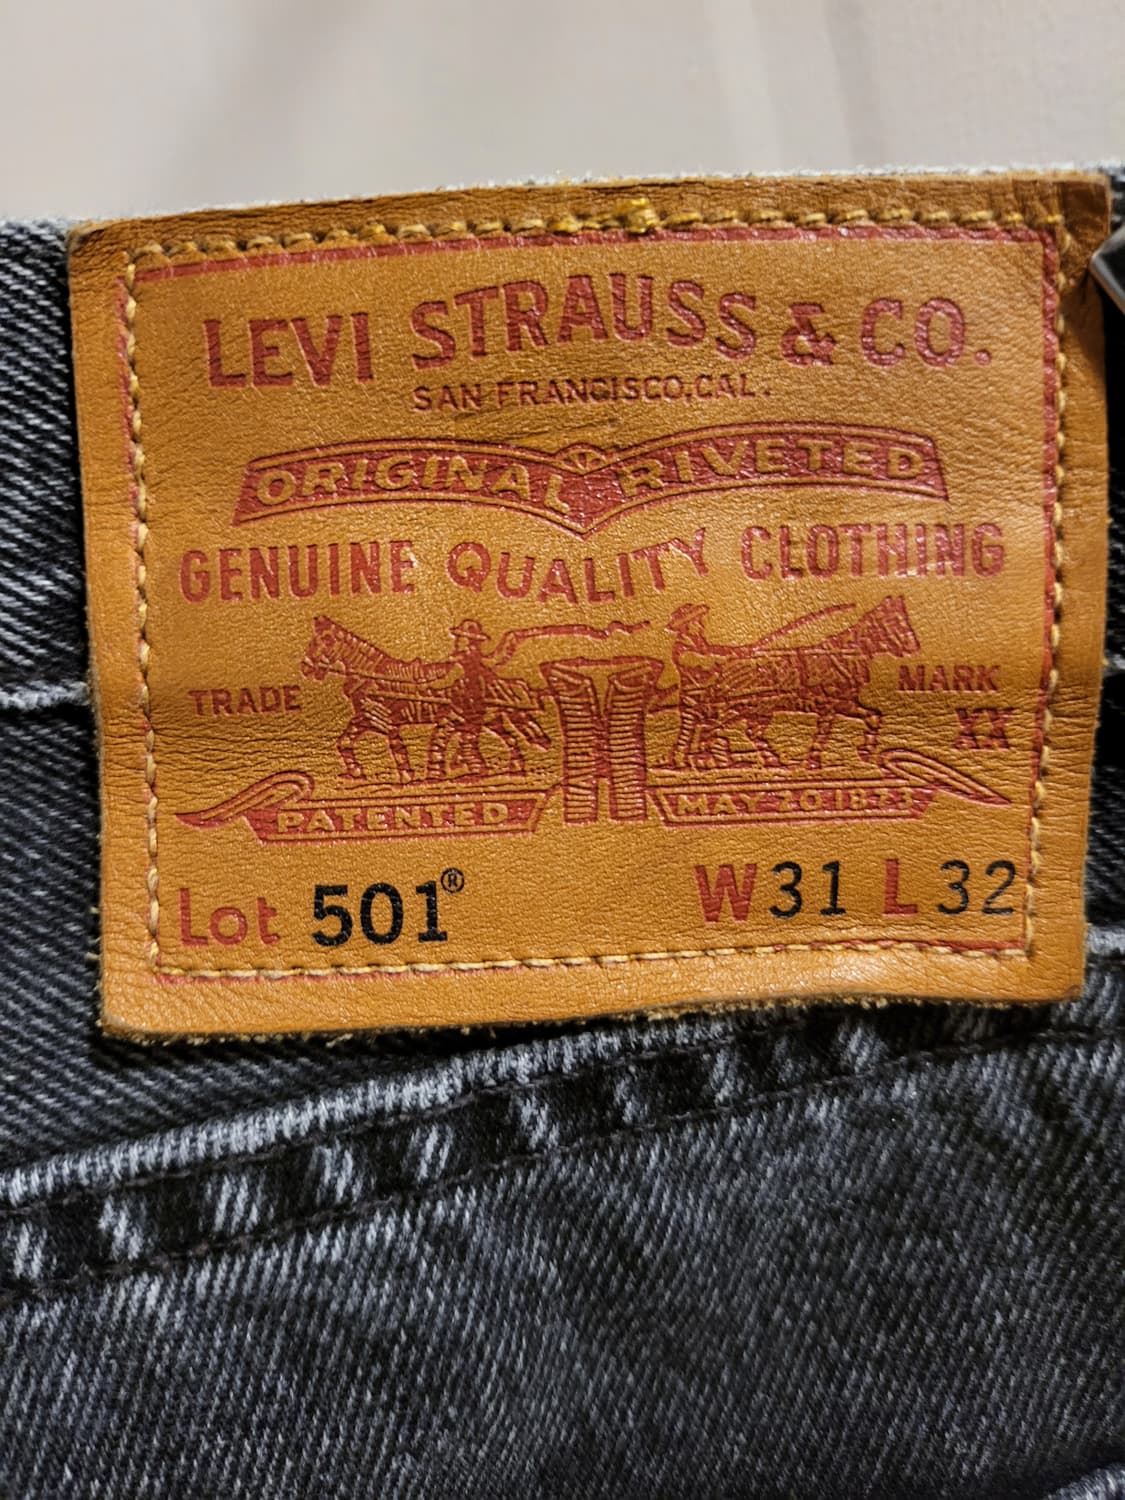 LEVI STRAUSS & CO.
SAN FRANCISCO, CAL.
ORIGINAL RIVETED
GENUINE QUALITY CLOTHING
TRADE MARK
XX
PATENTED MAY 20 1873
Lot 501® W31 L32